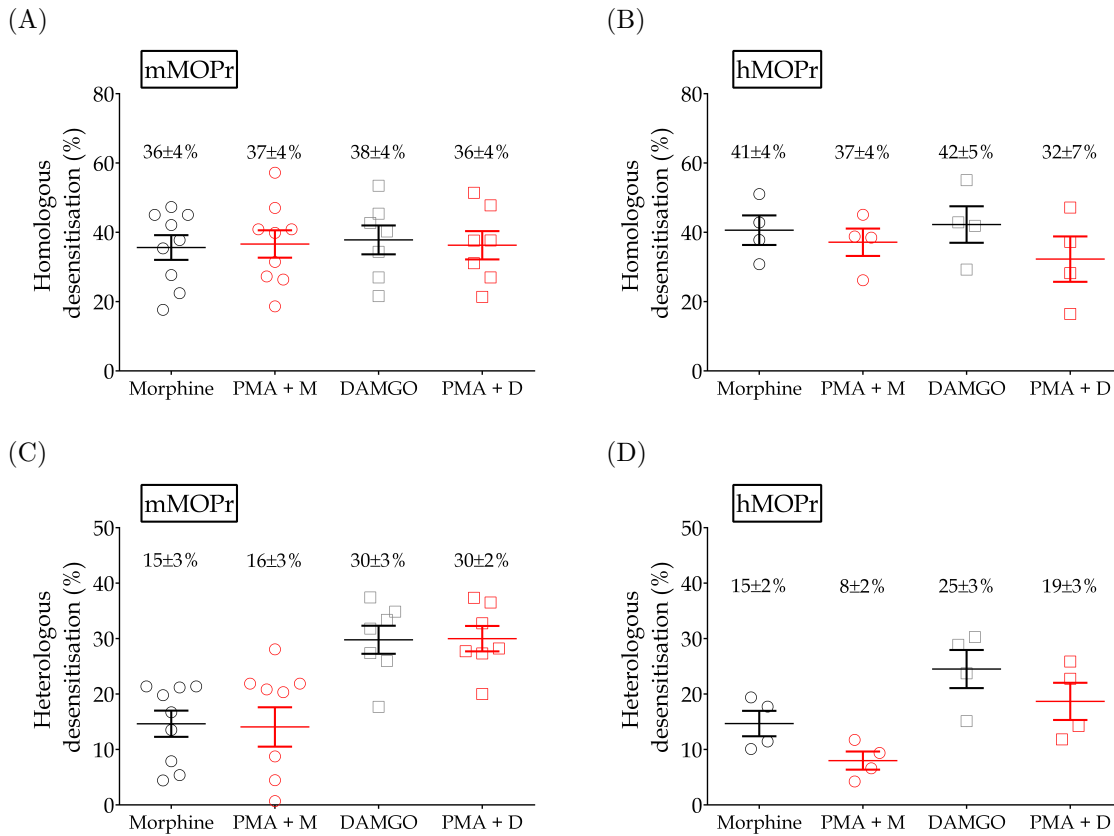 (A)
mMOPr
Homologous
desensitisation (%)
80
60
40
20
0
36±4% 37±4% 38±4% 36±4%
Morphine PMA + M DAMGO PMA + D
(B)
hMOPr
Homologous
desensitisation (%)
80
60
40
20
0
41±4% 37±4% 42±5% 32±7%
Morphine PMA + M DAMGO PMA + D
(C)
mMOPr
Heterologous
desensitisation (%)
50
40
30
20
10
0
15±3% 16±3% 30±3% 30±2%
Morphine PMA + M DAMGO PMA + D
(D)
hMOPr
Heterologous
desensitisation (%)
50
40
30
20
10
0
15±2% 8±2% 25±3% 19±3%
Morphine PMA + M DAMGO PMA + D